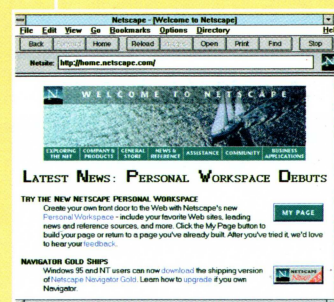 Netscape - [Welcome to Netscape]
File Edit View Go Bookmarks Options Directory
Back Home Reload Open Print Find Stop
Netsite: http://home.netscape.com/
N
WELCOME TO NETSCAPE
EXPLORING THE NET COMPANY & PRODUCTS GENERAL STORE NEWS & REFERENCE ASSISTANCE COMMUNITY BUSINESS APPLICATIONS
LATEST NEWS: PERSONAL WORKSPACE DEBUTS
TRY THE NEW NETSCAPE PERSONAL WORKSPACE
Create your own front door to the Web with Netscape's new
Personal Workspace - include your favorite Web sites, leading
news and reference sources, and more. Click the My Page button to
build your page or return to a page you've already built. After you've tried it, we'd love
to hear your feedback.
MY PAGE
NAVIGATOR GOLD SHIPS
Windows 95 and NT users can now download the shipping version
of Netscape Navigator Gold. Learn how to upgrade if you own
Navigator.
N NETSCAPE